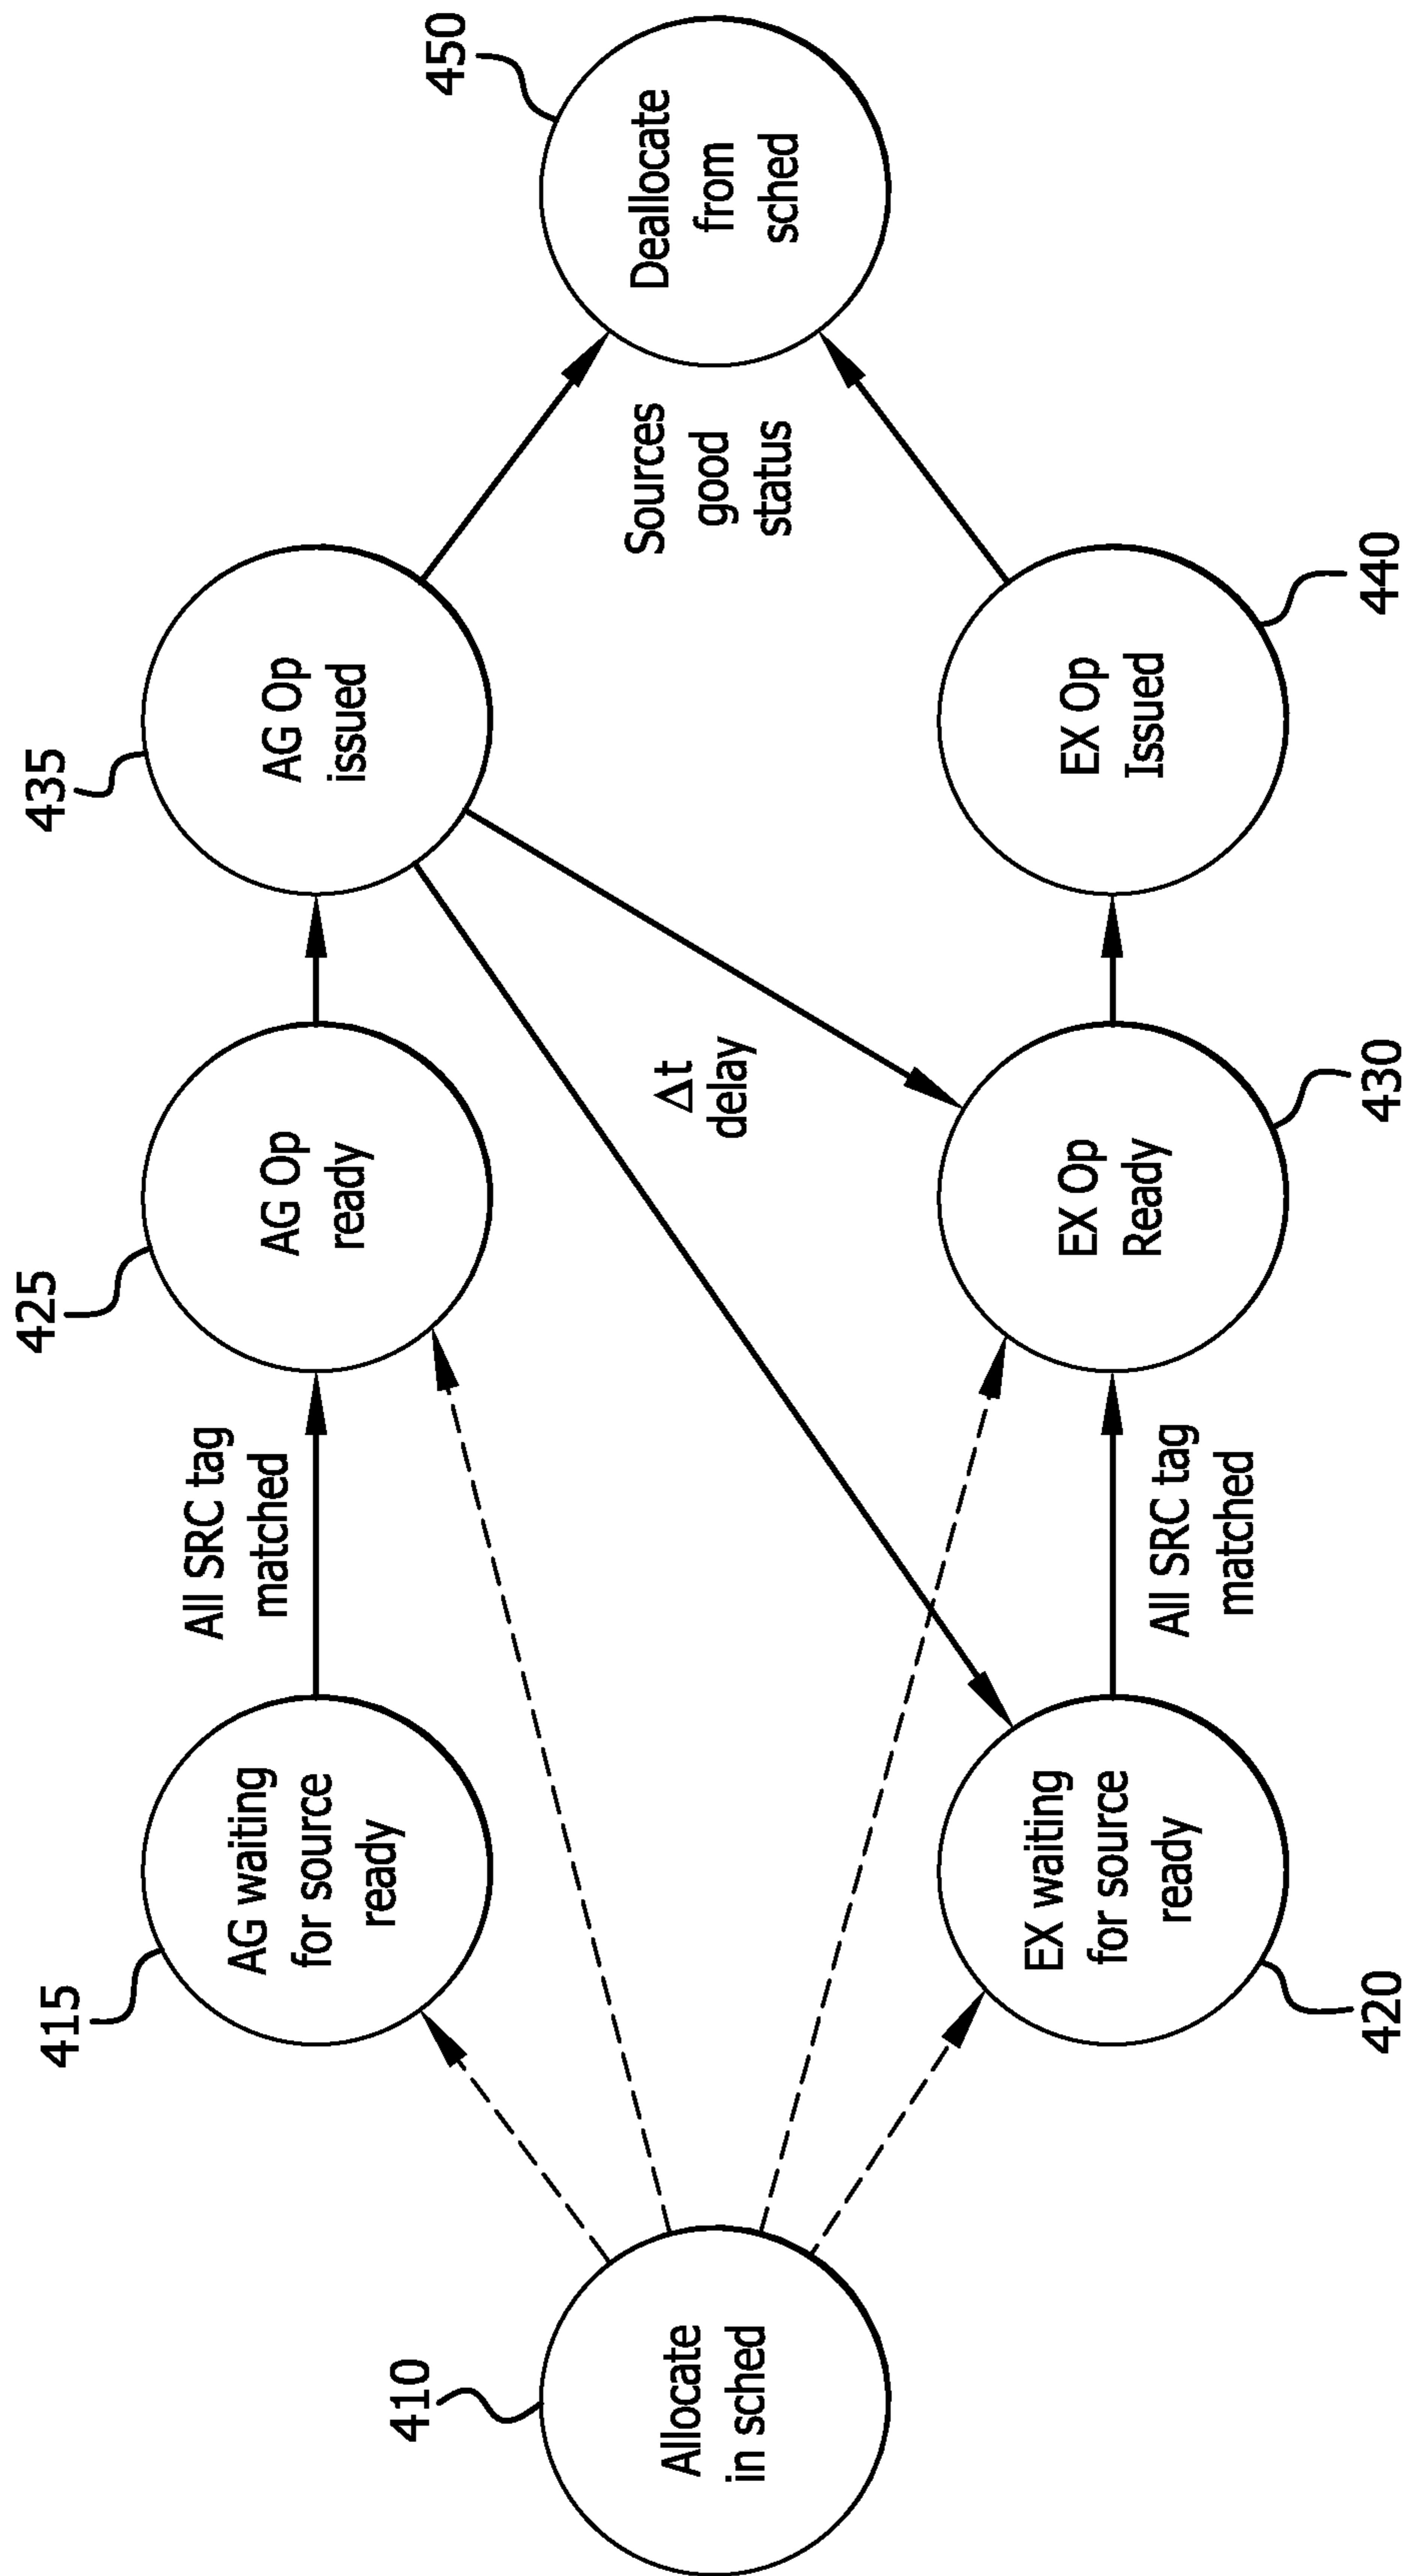 415
AG waiting
for source
ready
All SRC tag
matched
425
AG Op
ready
435
AG Op
issued
410
Allocate
in sched
Δt
delay
Sources
good
status
450
Deallocate
from
sched
EX waiting
for source
ready
420
All SRC tag
matched
EX Op
Ready
430
EX Op
Issued
440